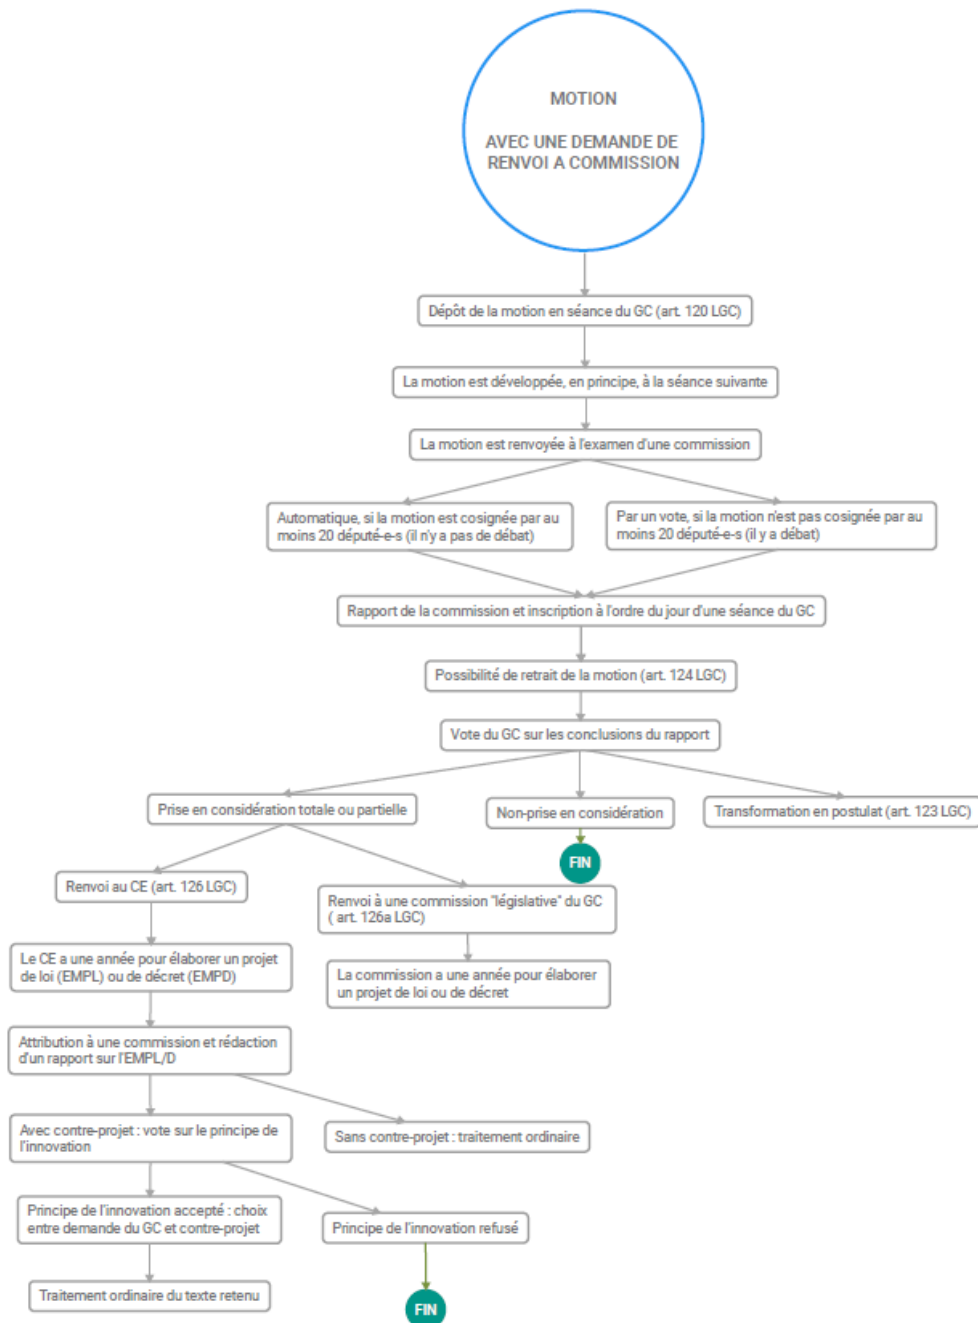 MOTION
AVEC UNE DEMANDE DE
RENVOI A COMMISSION
Dépôt de la motion en séance du GC (art. 120 LGC)
La motion est développée, en principe, à la séance suivante
La motion est renvoyée à l'examen d'une commission
Automatique, si la motion est cosignée par au
moins 20 député-e-s (il n'y a pas de débat)
Par un vote, si la motion n'est pas cosignée par au
moins 20 député-e-s (il y a débat)
Rapport de la commission et inscription à l'ordre du jour d'une séance du GC
Possibilité de retrait de la motion (art. 124 LGC)
Vote du GC sur les conclusions du rapport
Prise en considération totale ou partielle
Non-prise en considération
Transformation en postulat (art. 123 LGC)
FIN
Renvoi au CE (art. 126 LGC)
Renvoi à une commission "législative" du GC
( art. 126a LGC)
Le CE a une année pour élaborer un projet
de loi (EMPL) ou de décret (EMPD)
La commission a une année pour élaborer
un projet de loi ou de décret
Attribution à une commission et rédaction
d'un rapport sur l'EMPL/D
Avec contre-projet : vote sur le principe de
l'innovation
Sans contre-projet : traitement ordinaire
Principe de l'innovation accepté : choix
entre demande du GC et contre-projet
Principe de l'innovation refusé
Traitement ordinaire du texte retenu
FIN